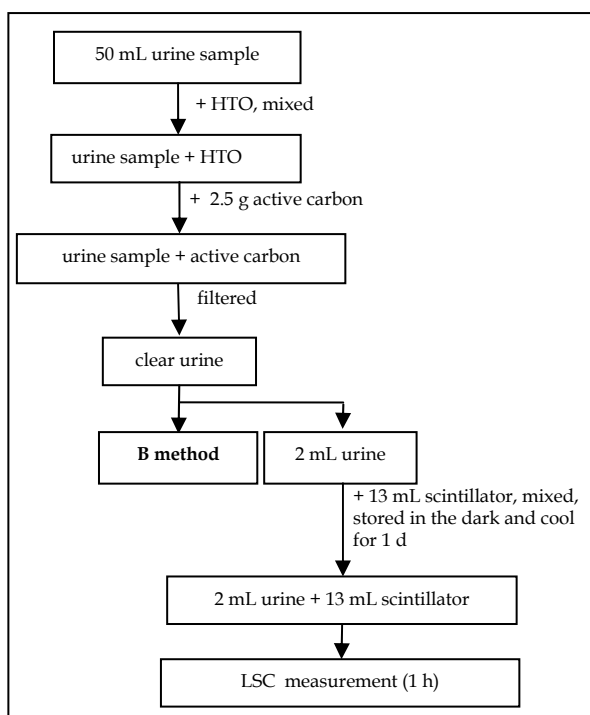 50 mL urine sample
+ HTO, mixed
urine sample + HTO
+ 2.5 g active carbon
urine sample + active carbon
filtered
clear urine
B method
2 mL urine
+ 13 mL scintillator, mixed,
stored in the dark and cool
for 1 d
2 mL urine + 13 mL scintillator
LSC measurement (1 h)